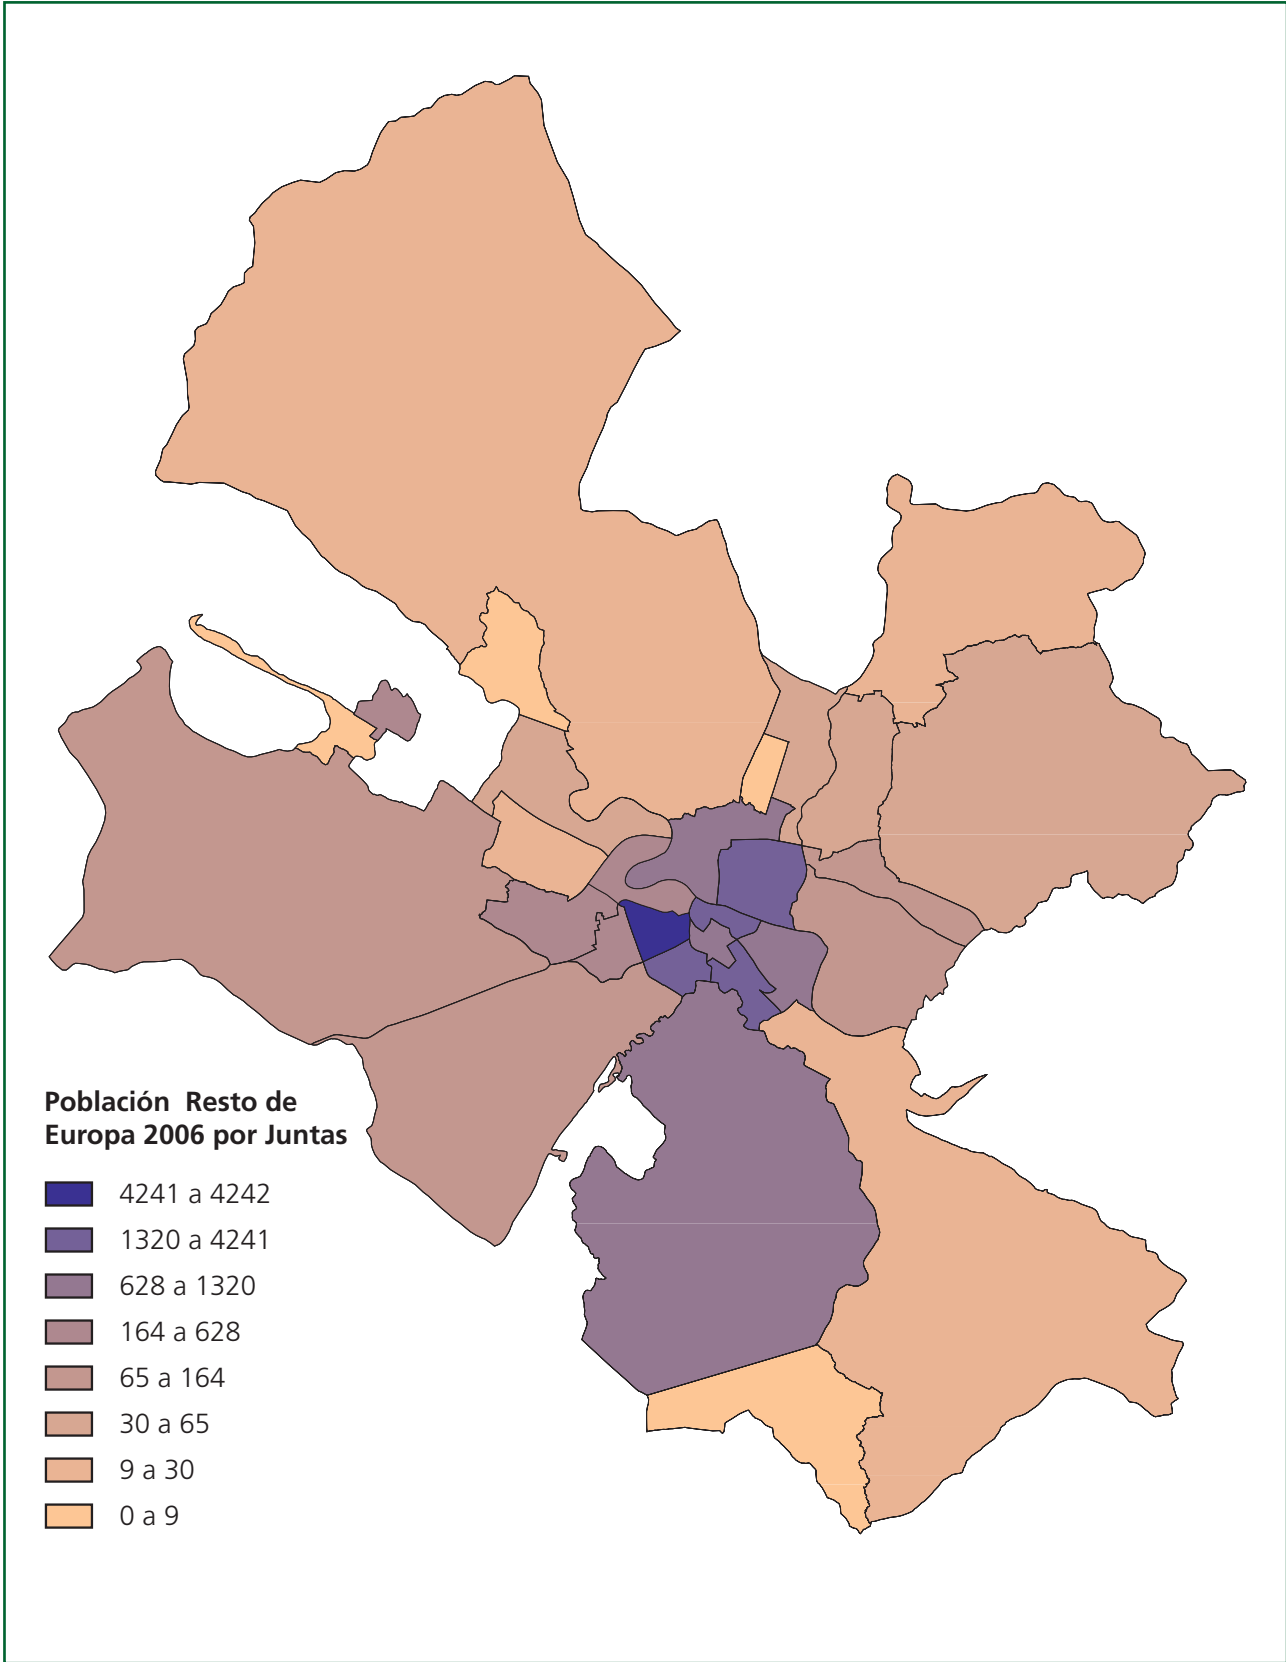 Población Resto de
Europa 2006 por Juntas
4241 a 4242
1320 a 4241
628 a 1320
164 a 628
65 a 164
30 a 65
9 a 30
0 a 9